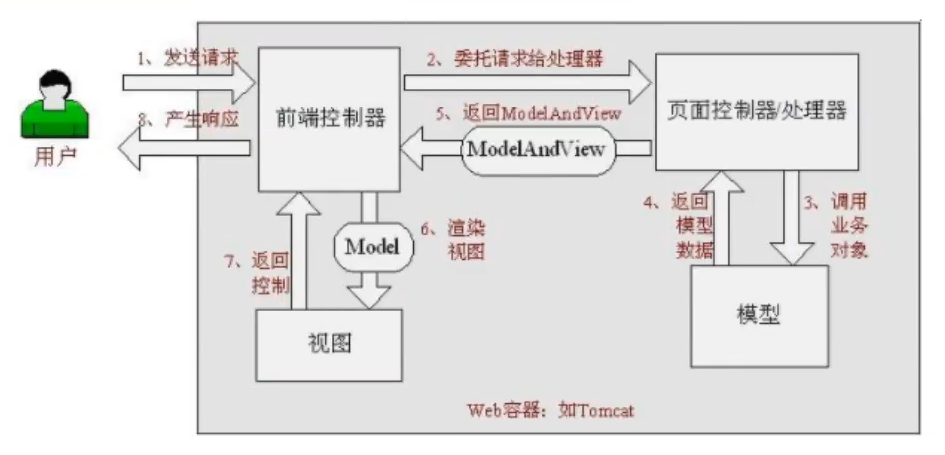 1、发送请求
2、委托请求给处理器
用户
前端控制器
页面控制器/处理器
8、产生响应
5、返回ModelAndView
ModelAndView
4、返回
模型
数据
3、调用
业务
对象
6、渲染
视图
Model
7、返回
控制
视图
模型
Web容器：如Tomcat